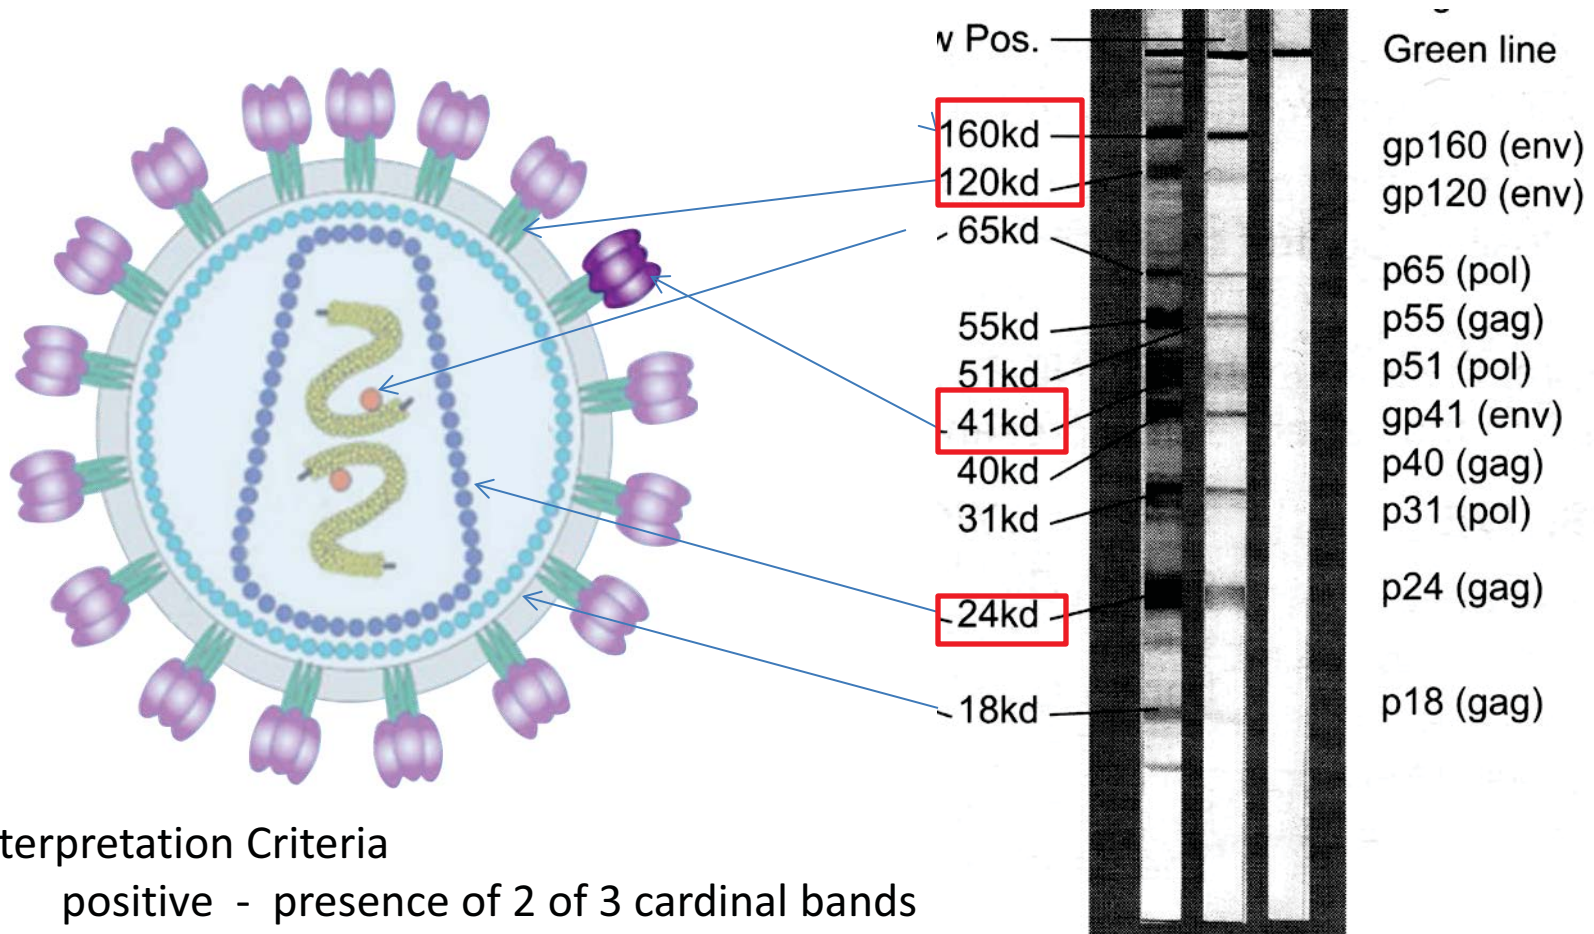 w Pos.
160kd
120kd
65kd
55kd
51kd
41kd
40kd
31kd
24kd
18kd
Green line
gp160 (env)
gp120 (env)
p65 (pol)
p55 (gag)
p51 (pol)
gp41 (env)
p40 (gag)
p31 (pol)
p24 (gag)
p18 (gag)
terpretation Criteria
positive - presence of 2 of 3 cardinal bands